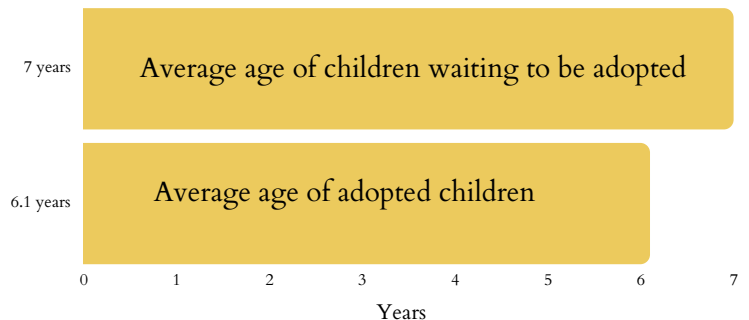 7 years
Average age of children waiting to be adopted
6.1 years
Average age of adopted children
0 1 2 3 4 5 6 7
Years